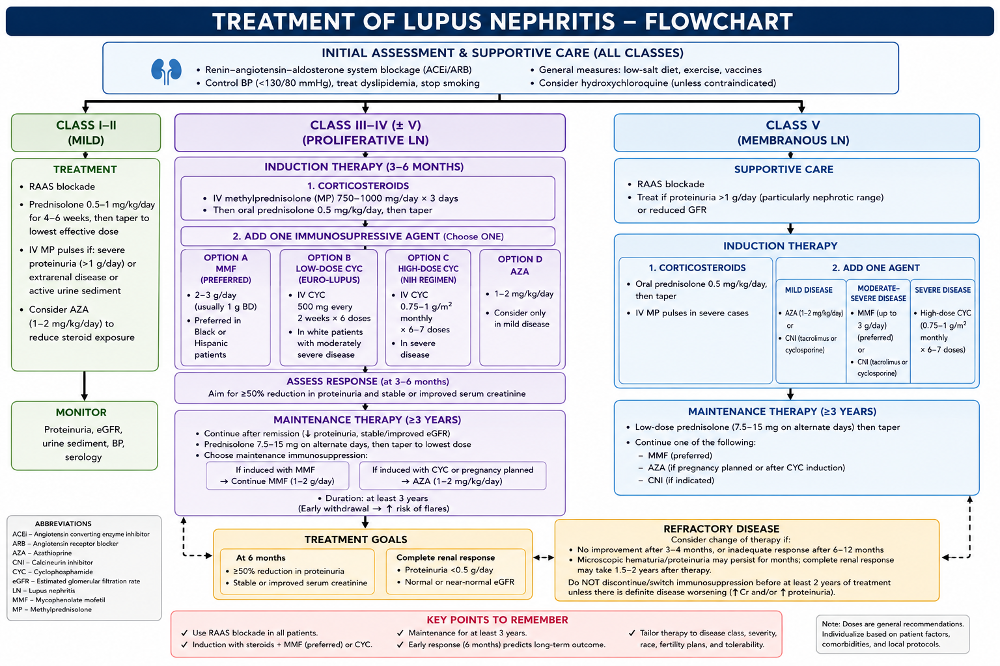 TREATMENT OF LUPUS NEPHRITIS – FLOWCHART
INITIAL ASSESSMENT & SUPPORTIVE CARE (ALL CLASSES)
• Renin–angiotensin–aldosterone system blockage (ACEi/ARB)
• Control BP (<130/80 mmHg), treat dyslipidemia, stop smoking
• General measures: low-salt diet, exercise, vaccines
• Consider hydroxychloroquine (unless contraindicated)
CLASS I–II
(MILD)
TREATMENT
• RAAS blockade
• Prednisolone 0.5–1 mg/kg/day
for 4–6 weeks, then taper to
lowest effective dose
• IV MP pulses if: severe
proteinuria (>1 g/day) or
extrarenal disease or
active urine sediment
• Consider AZA
(1–2 mg/kg/day) to
reduce steroid exposure
MONITOR
Proteinuria, eGFR,
urine sediment, BP,
serology
CLASS III–IV (± V)
(PROLIFERATIVE LN)
INDUCTION THERAPY (3–6 MONTHS)
1. CORTICOSTEROIDS
• IV methylprednisolone (MP) 750–1000 mg/day × 3 days
• Then oral prednisolone 0.5 mg/kg/day, then taper
2. ADD ONE IMMUNOSUPRESSIVE AGENT (Choose ONE)
OPTION A
MMF
(PREFERRED)
• 2–3 g/day
(usually 1 g BD)
• Preferred in
Black or
Hispanic
patients
OPTION B
LOW-DOSE CYC
(EURO-LUPUS)
• IV CYC
500 mg every
2 weeks × 6 doses
• In white patients
with moderately
severe disease
OPTION C
HIGH-DOSE CYC
(NIH REGIMEN)
• IV CYC
0.75–1 g/m²
monthly
× 6–7 doses
• In severe
disease
OPTION D
AZA
• 1–2 mg/kg/day
• Consider only
in mild disease
ASSESS RESPONSE (at 3–6 months)
Aim for ≥50% reduction in proteinuria and stable or improved serum creatinine
MAINTENANCE THERAPY (≥3 YEARS)
• Continue after remission (↓ proteinuria, stable/improved eGFR)
• Prednisolone 7.5–15 mg on alternate days, then taper to lowest dose
• Choose maintenance immunosuppression:
If induced with MMF
→ Continue MMF (1–2 g/day)
If induced with CYC or pregnancy planned
→ AZA (1–2 mg/kg/day)
• Duration: at least 3 years
(Early withdrawal → ↑ risk of flares)
CLASS V
(MEMBRANOUS LN)
SUPPORTIVE CARE
• RAAS blockade
• Treat if proteinuria >1 g/day (particularly nephrotic range)
or reduced GFR
INDUCTION THERAPY
1. CORTICOSTEROIDS
• Oral prednisolone 0.5 mg/kg/day,
then taper
• IV MP pulses in severe cases
2. ADD ONE AGENT
MILD DISEASE
• AZA (1–2 mg/kg/day)
or
• CNI (tacrolimus or
cyclosporine)
MODERATE–
SEVERE DISEASE
• MMF (up to
3 g/day)
(preferred)
or
• CNI (tacrolimus or
cyclosporine)
SEVERE DISEASE
• High-dose CYC
(0.75–1 g/m²
monthly
× 6–7 doses)
MAINTENANCE THERAPY (≥3 YEARS)
• Low-dose prednisolone (7.5–15 mg on alternate days) then taper
• Continue one of the following:
– MMF (preferred)
– AZA (if pregnancy planned or after CYC induction)
– CNI (if indicated)
ABBREVIATIONS
ACEi – Angiotensin converting enzyme inhibitor
ARB – Angiotensin receptor blocker
AZA – Azathioprine
CNI – Calcineurin inhibitor
CYC – Cyclophosphamide
eGFR – Estimated glomerular filtration rate
LN – Lupus nephritis
MMF – Mycophenolate mofetil
MP – Methylprednisolone
TREATMENT GOALS
At 6 months
• ≥50% reduction in proteinuria
• Stable or improved serum creatinine
Complete renal response
• Proteinuria <0.5 g/day
• Normal or near-normal eGFR
REFRACTORY DISEASE
Consider change of therapy if:
• No improvement after 3–4 months, or inadequate response after 6–12 months
• Microscopic hematuria/proteinuria may persist for months; complete renal response
may take 1.5–2 years after therapy.
Do NOT discontinue/switch immunosuppression before at least 2 years of treatment
unless there is definite disease worsening (↑ Cr and/or ↑ proteinuria).
KEY POINTS TO REMEMBER
✓ Use RAAS blockade in all patients.
✓ Induction with steroids + MMF (preferred) or CYC.
✓ Maintenance for at least 3 years.
✓ Early response (6 months) predicts long-term outcome.
✓ Tailor therapy to disease class, severity,
race, fertility plans, and tolerability.
Note: Doses are general recommendations.
Individualize based on patient factors,
comorbidities, and local protocols.